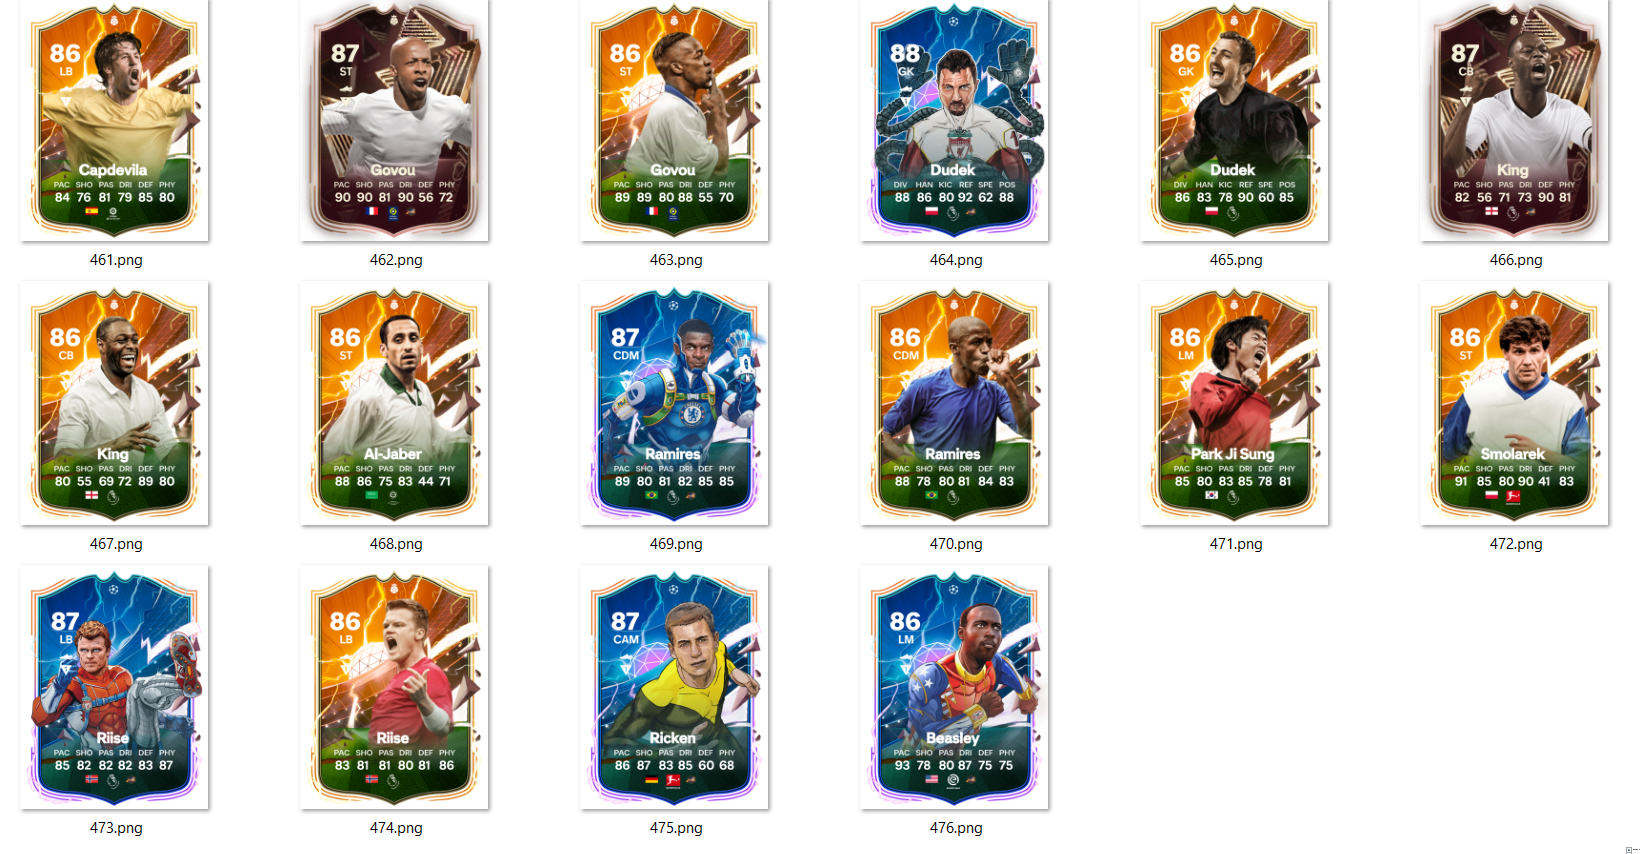 86
LB
Capdevila
PAC SHO PAS DRI DEF PHY
84 76 81 79 85 80
461.png
87
ST
Govou
PAC SHO PAS DRI DEF PHY
90 90 81 90 56 72
462.png
86
ST
Govou
PAC SHO PAS DRI DEF PHY
89 89 80 88 55 70
463.png
88
GK
Dudek
DIV HAN KIC REF SPE POS
88 86 80 92 62 88
464.png
86
GK
Dudek
DIV HAN KIC REF SPE POS
86 83 78 90 60 85
465.png
87
CB
King
PAC SHO PAS DRI DEF PHY
82 56 71 73 90 81
466.png
86
CB
King
PAC SHO PAS DRI DEF PHY
80 55 69 72 89 80
467.png
86
ST
Al-Jaber
PAC SHO PAS DRI DEF PHY
88 86 75 83 44 71
468.png
87
CDM
Ramires
PAC SHO PAS DRI DEF PHY
89 80 81 82 85 85
469.png
86
CDM
Ramires
PAC SHO PAS DRI DEF PHY
88 78 80 81 84 83
470.png
86
LM
Park Ji Sung
PAC SHO PAS DRI DEF PHY
85 80 83 85 78 81
471.png
86
ST
Smolarek
PAC SHO PAS DRI DEF PHY
91 85 80 90 41 83
472.png
87
LB
Riise
PAC SHO PAS DRI DEF PHY
85 82 82 82 83 87
473.png
86
LB
Riise
PAC SHO PAS DRI DEF PHY
83 81 81 80 81 86
474.png
87
CAM
Ricken
PAC SHO PAS DRI DEF PHY
86 87 83 85 60 68
475.png
86
LM
Beasley
PAC SHO PAS DRI DEF PHY
93 78 80 87 75 75
476.png